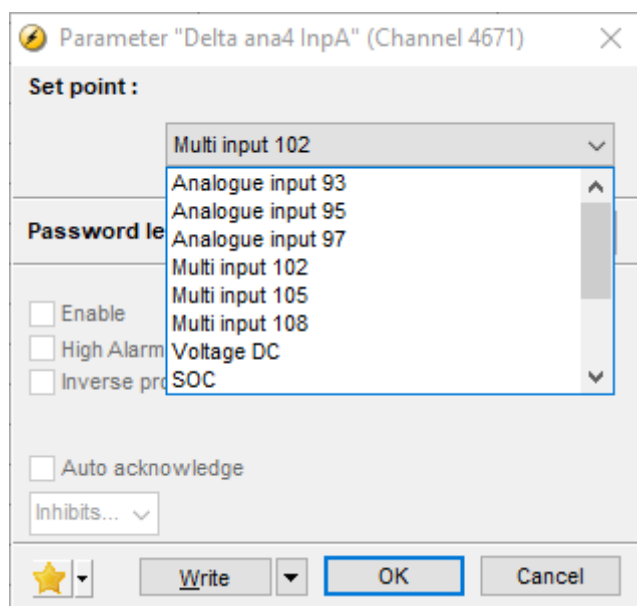 Parameter "Delta ana4 InpA" (Channel 4671)
Set point :
Multi input 102
Analogue input 93
Analogue input 95
Analogue input 97
Multi input 102
Multi input 105
Multi input 108
Voltage DC
SOC
Password le
Enable
High Alarm
Inverse pro
Auto acknowledge
Inhibits...
Write
OK
Cancel